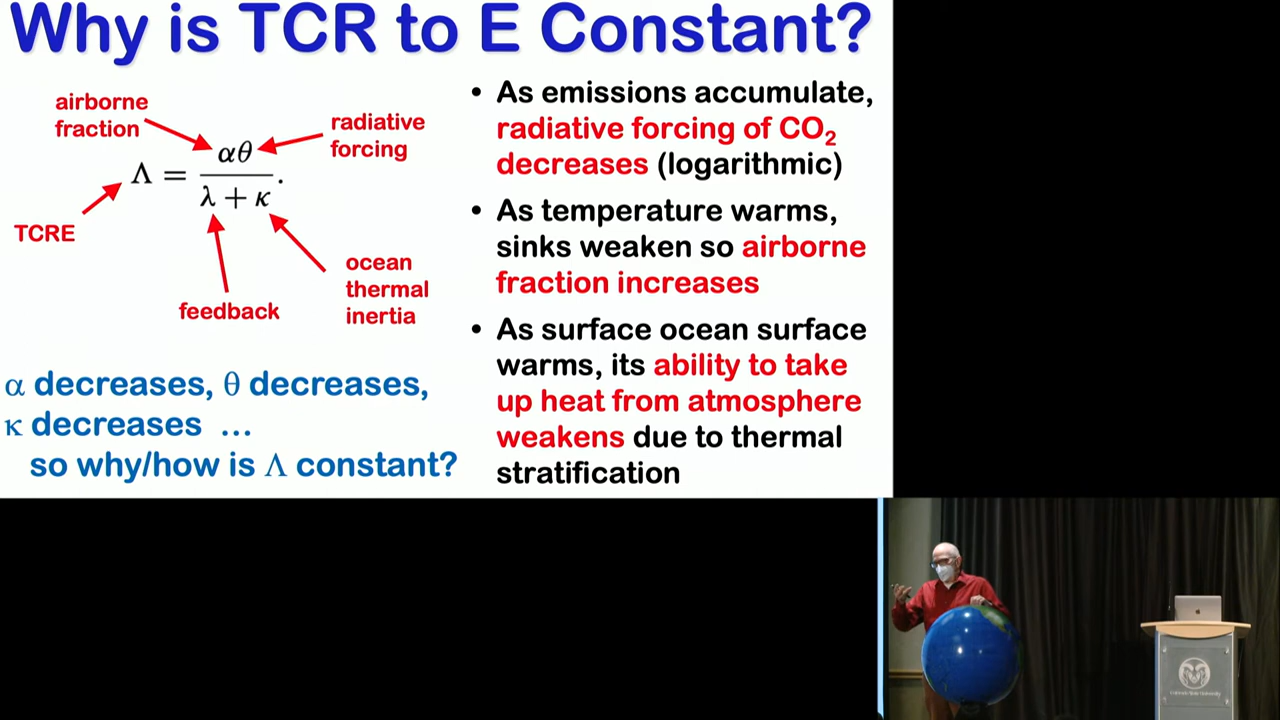 Why is TCR to E Constant?
airborne
fraction
radiative
forcing
Λ = αθ / λ + κ .
TCRE
feedback
ocean
thermal
inertia
α decreases, θ decreases,
κ decreases ...
so why/how is Λ constant?
• As emissions accumulate,
radiative forcing of CO₂
decreases (logarithmic)
• As temperature warms,
sinks weaken so airborne
fraction increases
• As surface ocean surface
warms, its ability to take
up heat from atmosphere
weakens due to thermal
stratification
Colorado State University